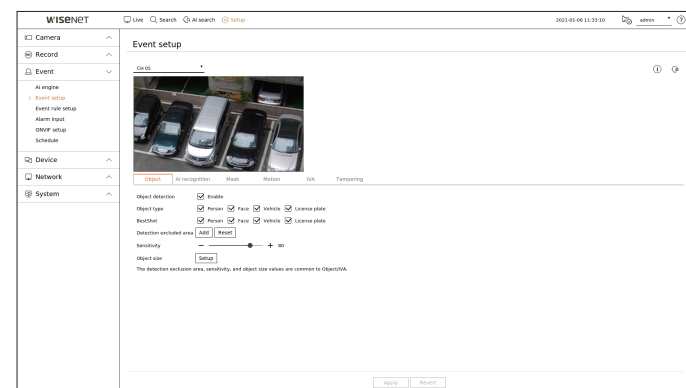 WISENET
Live Search AI search Setup 2021-01-06 11:33:10 admin
Camera
Record
Event
AI engine
Event setup
Event rule setup
Alarm input
ONVIF setup
Schedule
Device
Network
System
Event setup
CH 05
Object AI recognition Mask Motion IVA Tampering
Object detection Enable
Object type Person Face Vehicle License plate
BestShot Person Face Vehicle License plate
Detection excluded area Add Reset
Sensitivity 80
Object size Setup
The detection exclusion area, sensitivity, and object size values are common to Object/IVA.
Apply Revert